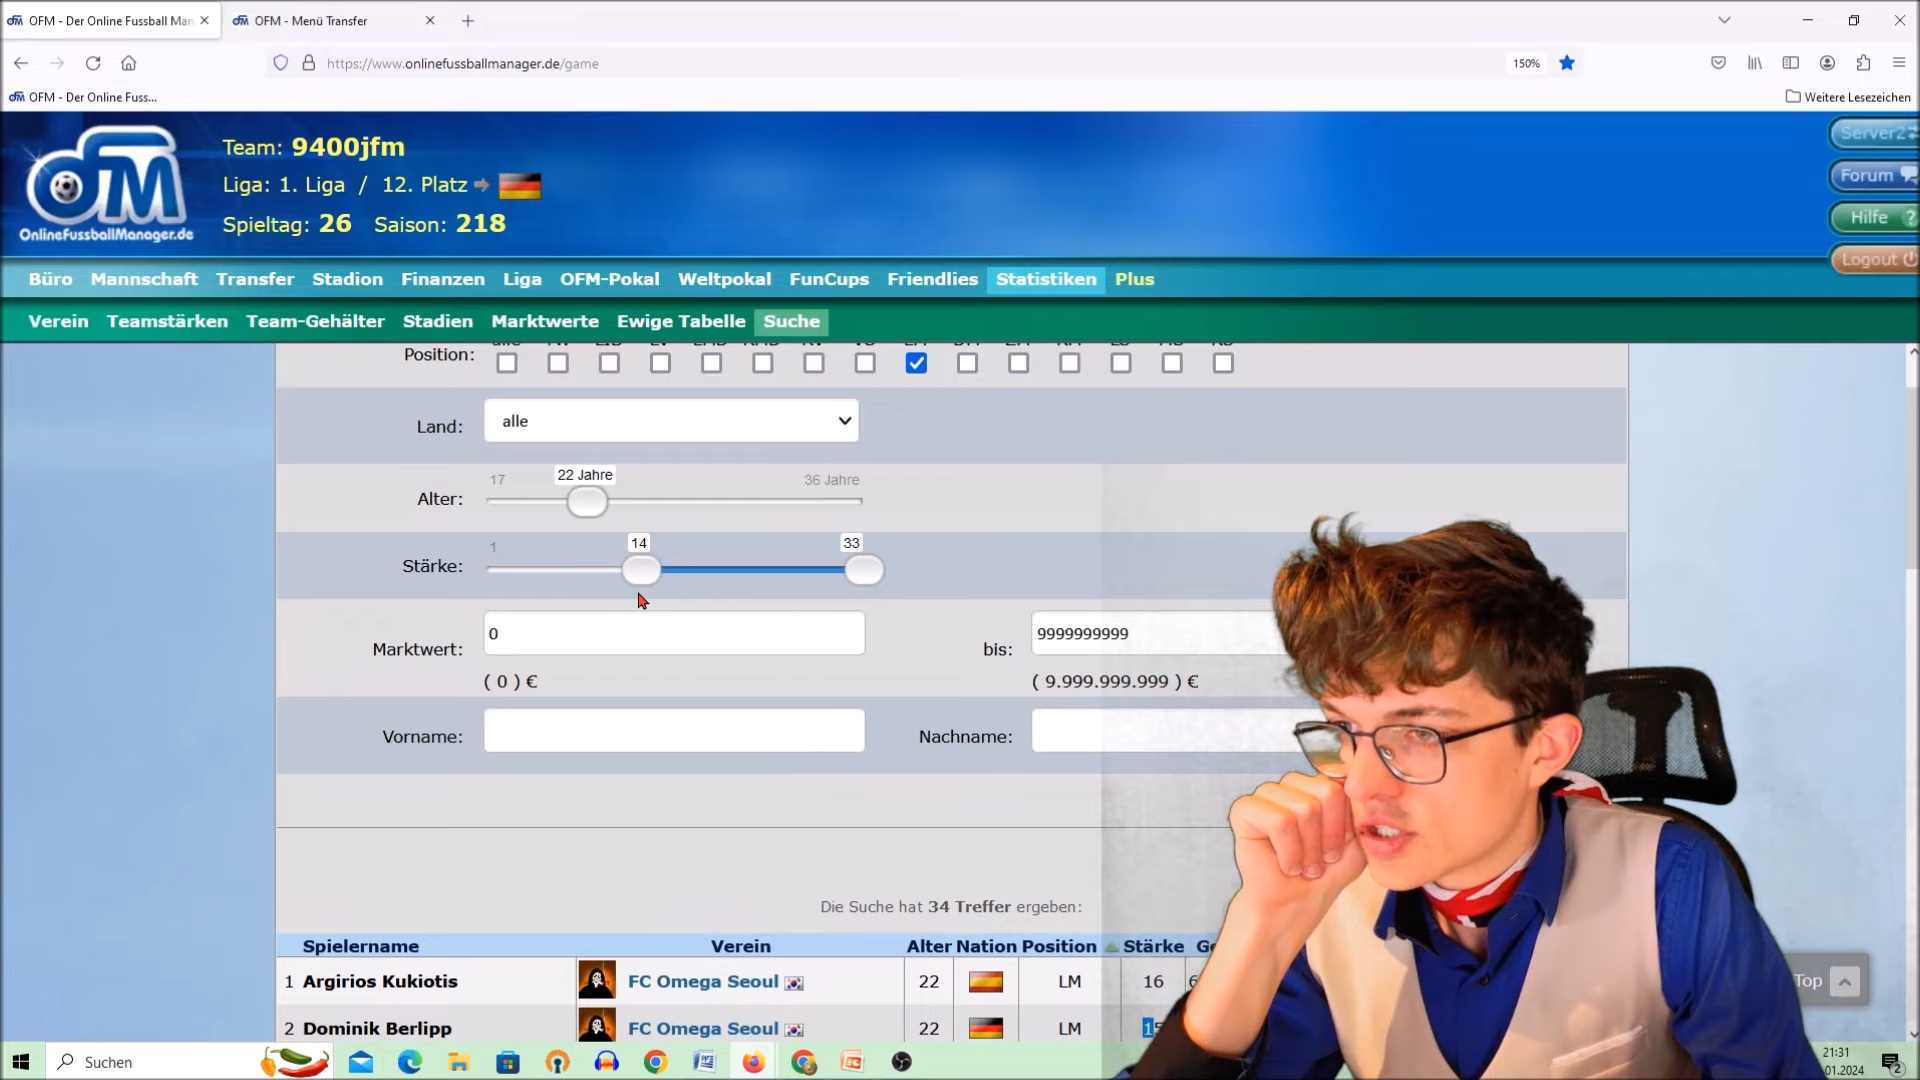 OFM - Der Online Fussball Man
OFM - Menü Transfer
https://www.onlinefussballmanager.de/game
150%
OFM - Der Online Fuss...
Weitere Lesezeichen
OFM
OnlineFussballManager.de
Team: 9400jfm
Liga: 1. Liga / 12. Platz
Spieltag: 26 Saison: 218
Server2
Forum
Hilfe ?
Logout
Büro Mannschaft Transfer Stadion Finanzen Liga OFM-Pokal Weltpokal FunCups Friendlies Statistiken Plus
Verein Teamstärken Team-Gehälter Stadien Marktwerte Ewige Tabelle Suche
Position:
Land: alle
Alter: 17 22 Jahre 36 Jahre
Stärke: 1 14 33
Marktwert: 0 bis: 9999999999
( 0 ) € ( 9.999.999.999 ) €
Vorname: Nachname:
Die Suche hat 34 Treffer ergeben:
Spielername Verein Alter Nation Position Stärke
1 Argirios Kukiotis FC Omega Seoul 22 LM 16
2 Dominik Berlipp FC Omega Seoul 22 LM
Top
Suchen
21:31
.01.2024
2